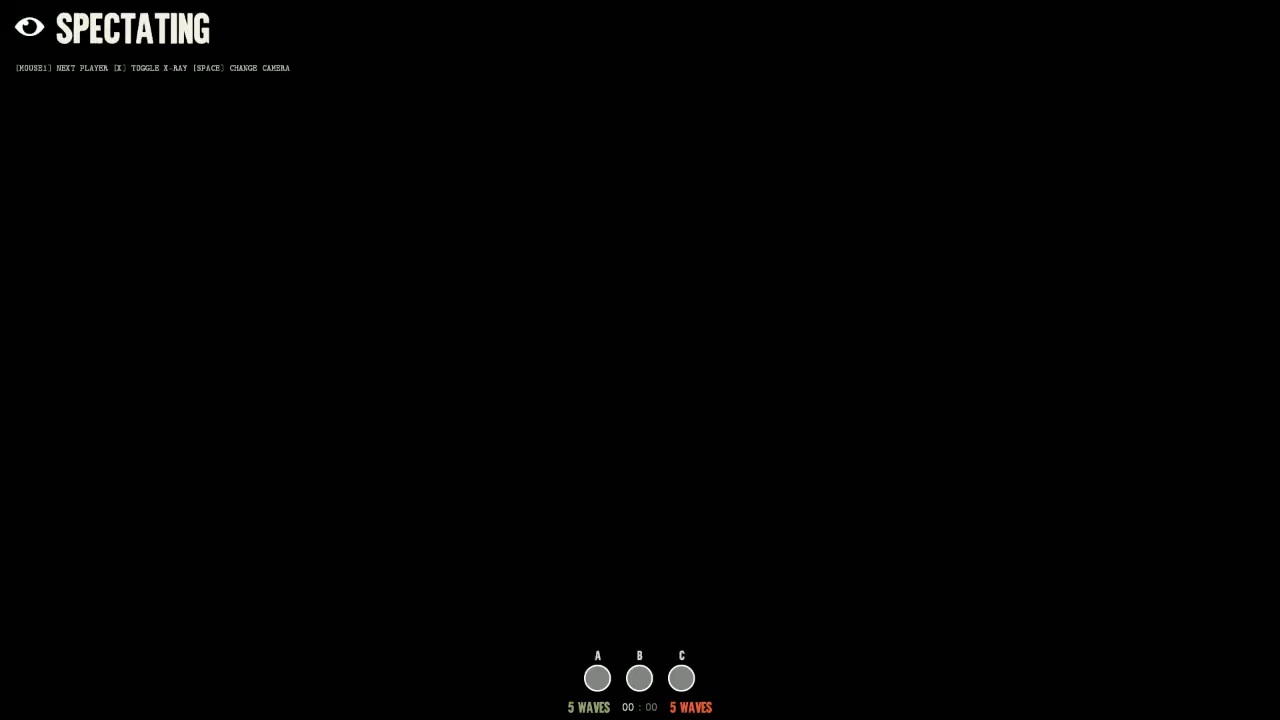 SPECTATING
[MOUSE1] NEXT PLAYER [X] TOGGLE X-RAY [SPACE] CHANGE CAMERA
A B C
5 WAVES 00 : 00 5 WAVES